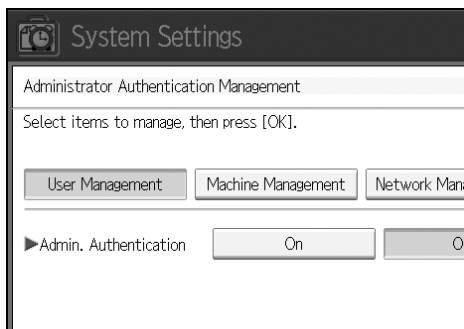 System Settings
Administrator Authentication Management
Select items to manage, then press [OK].
User Management Machine Management Network
▶Admin. Authentication On